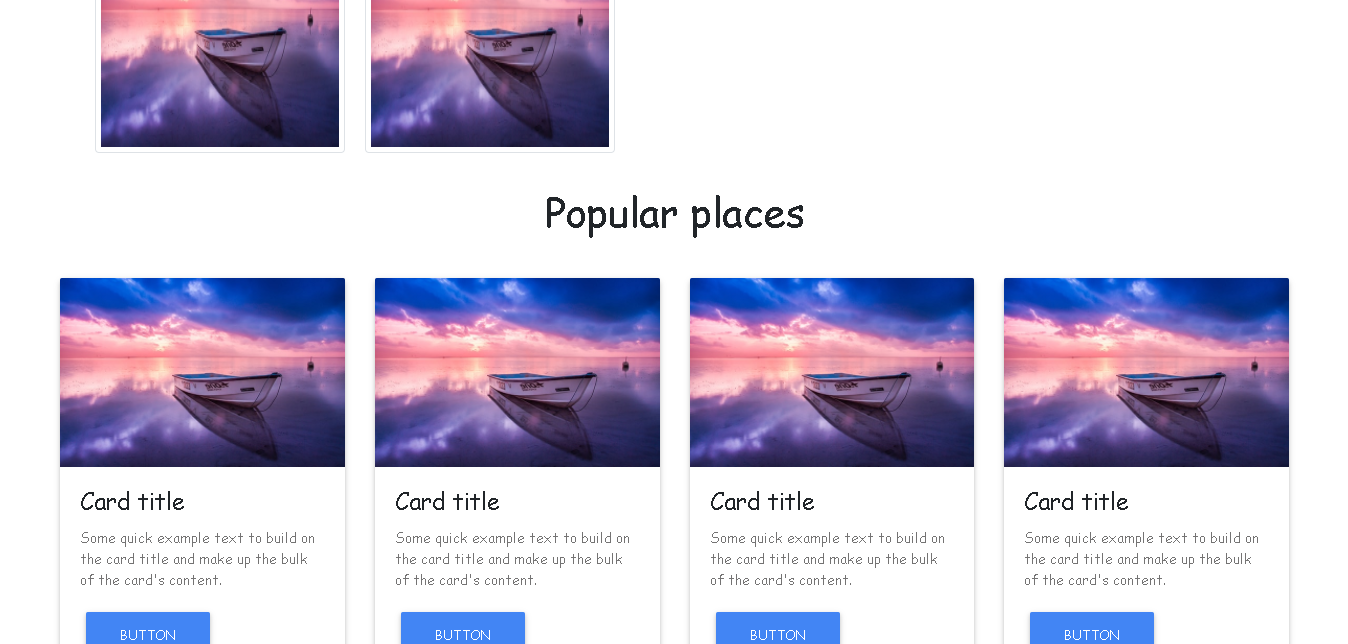 Popular places
Card title
Some quick example text to build on
the card title and make up the bulk
of the card's content.
BUTTON
Card title
Some quick example text to build on
the card title and make up the bulk
of the card's content.
BUTTON
Card title
Some quick example text to build on
the card title and make up the bulk
of the card's content.
BUTTON
Card title
Some quick example text to build on
the card title and make up the bulk
of the card's content.
BUTTON